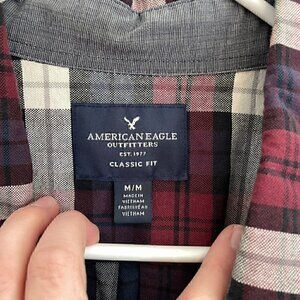 AMERICAN EAGLE
OUTFITTERS
EST. 1977
CLASSIC FIT
M/M
MADE IN
VIETNAM
FABRIQUÉ AU
VIETNAM